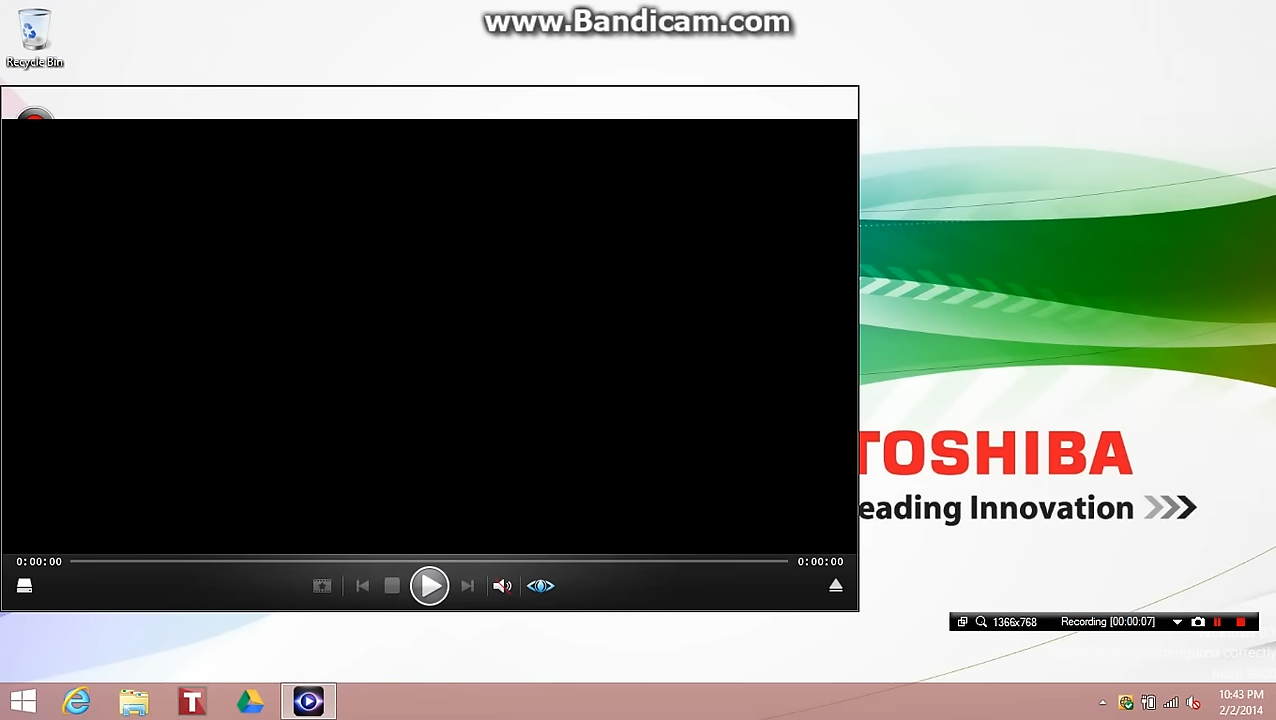 www.Bandicam.com
Recycle Bin
TOSHIBA
eading Innovation
0:00:00
0:00:00
1366x768
Recording [00:00:07]
T
10:43 PM
2/2/2014